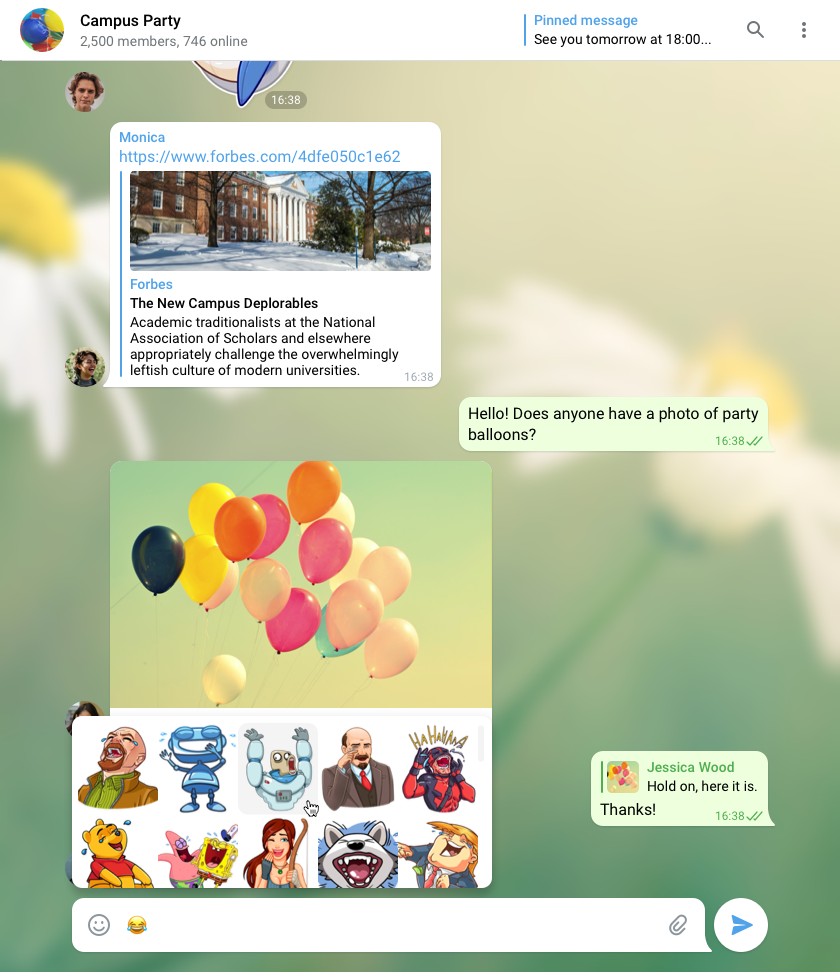 Campus Party
2,500 members, 746 online
Pinned message
See you tomorrow at 18:00...
16:38
Monica
https://www.forbes.com/4dfe050c1e62
Forbes
The New Campus Deplorables
Academic traditionalists at the National
Association of Scholars and elsewhere
appropriately challenge the overwhelmingly
leftish culture of modern universities.
16:38
Hello! Does anyone have a photo of party
balloons?
16:38
HAHAHAHA
Jessica Wood
Hold on, here it is.
Thanks!
16:38